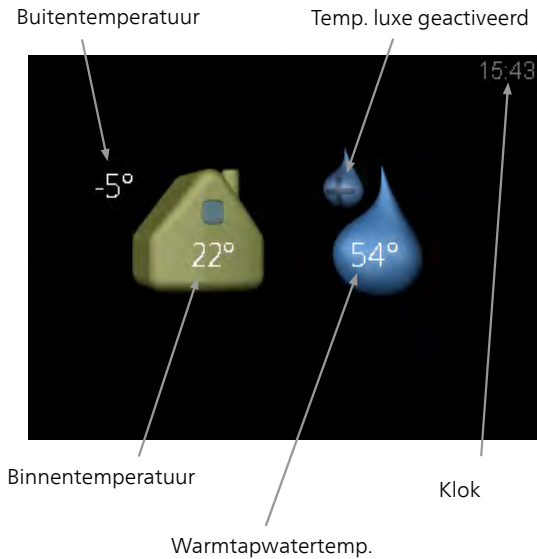 Buitentemperatuur
Temp. luxe geactiveerd
15:43
-5°
22°
54°
Binnentemperatuur
Klok
Warmtapwatertemp.